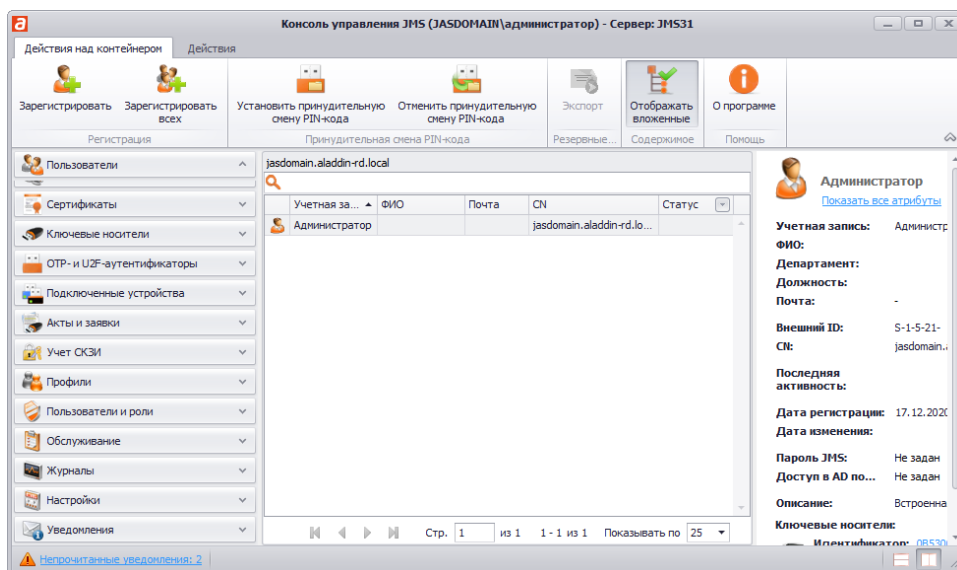 Консоль управления JMS (JASDOMAIN\администратор) - Сервер: JMS31
Действия над контейнером
Действия
Зарегистрировать
Зарегистрировать всех
Установить принудительную смену PIN-кода
Отменить принудительную смену PIN-кода
Экспорт
Отображать вложенные
О программе
Регистрация
Принудительная смена PIN-кода
Резервные...
Содержимое
Помощь
Пользователи
Сертификаты
Ключевые носители
OTP- и U2F-аутентификаторы
Подключенные устройства
Акты и заявки
Учет СКЗИ
Профили
Пользователи и роли
Обслуживание
Журналы
Настройки
Уведомления
jasdomain.aladdin-rd.local
Учетная за... ФИО Почта CN Статус
Администратор jasdomain.aladdin-rd.lo...
Стр. 1 из 1 1 - 1 из 1 Показывать по 25
Администратор
Показать все атрибуты
Учетная запись: Администр
ФИО:
Департамент:
Должность:
Почта: -
Внешний ID: S-1-5-21-
CN: jasdomain.
Последняя
активность:
Дата регистрации: 17.12.202
Дата изменения:
Пароль JMS: Не задан
Доступ в AD по... Не задан
Описание: Встроенна
Ключевые носители:
Идентификатор: 0B530
Непрочитанные уведомления: 2